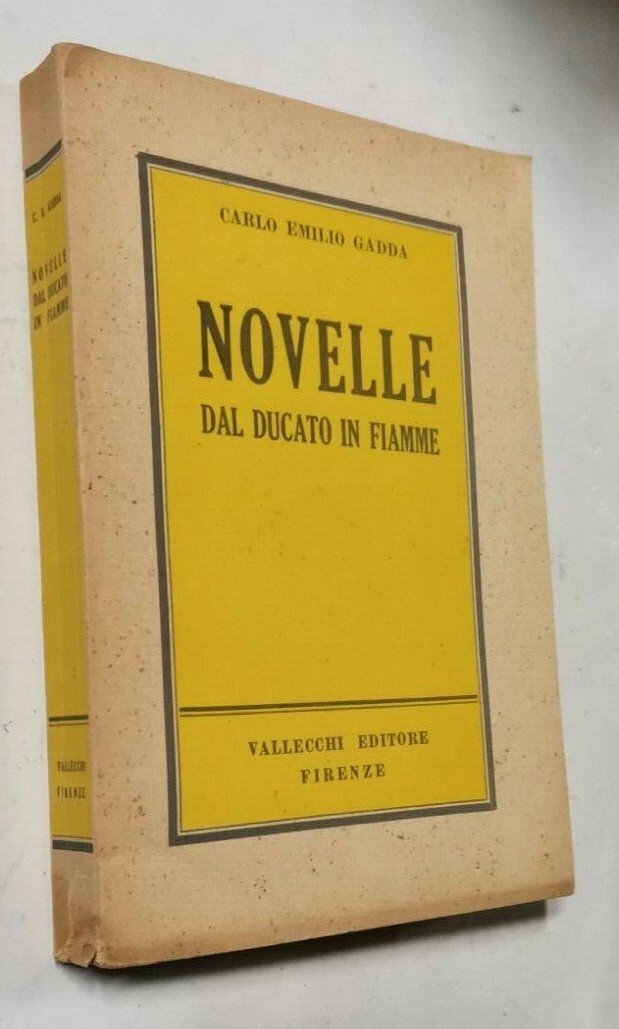 C. E. GADDA
NOVELLE
DAL DUCATO
IN FIAMME
VALLECCHI
FIRENZE
CARLO EMILIO GADDA
NOVELLE
DAL DUCATO IN FIAMME
VALLECCHI EDITORE
FIRENZE